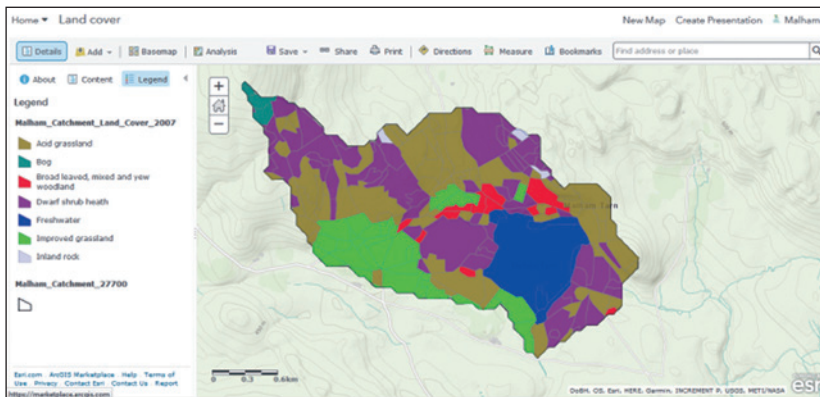 Home Land cover
New Map Create Presentation Malham
Details Add Basemap Analysis Save Share Print Directions Measure Bookmarks Find address or place
About Content Legend
Legend
Malham_Catchment_Land_Cover_2007
Acid grassland
Bog
Broad leaved, mixed and yew
woodland
Dwarf shrub heath
Freshwater
Improved grassland
Inland rock
Malham_Catchment_27700
Tarn
0 0.3 0.6km
Esri.com ArcGIS Marketplace Help Terms of
Use Privacy Contact Esri Contact Us Report
https://marketplace.arcgis.com
DoBH, OS, Esri, HERE, Garmin, INCREMENT P, USGS, METI/NASA
esri